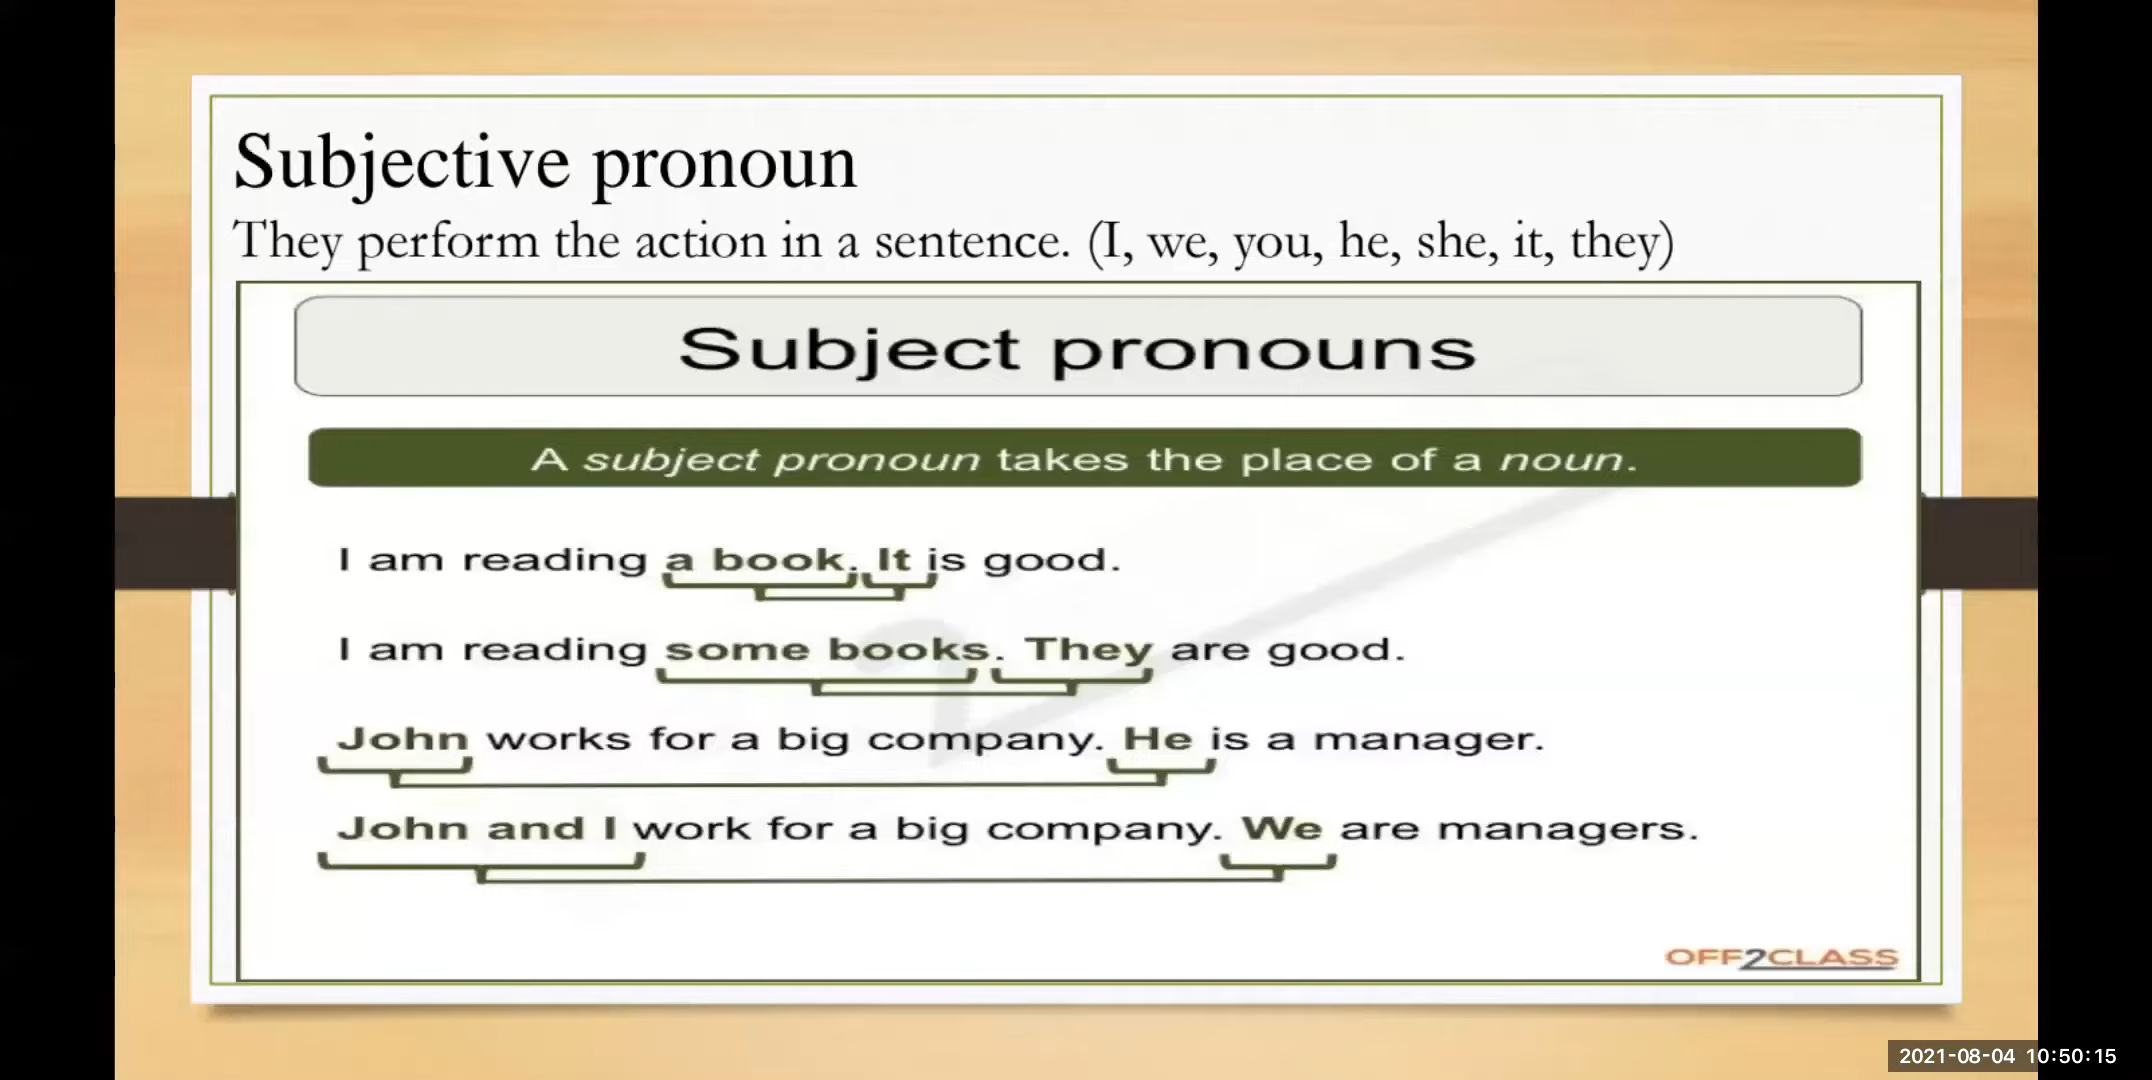 Subjective pronoun
They perform the action in a sentence. (I, we, you, he, she, it, they)
Subject pronouns
A subject pronoun takes the place of a noun.
I am reading a book. It is good.
I am reading some books. They are good.
John works for a big company. He is a manager.
John and I work for a big company. We are managers.
OFF2CLASS
2021-08-04 10:50:15